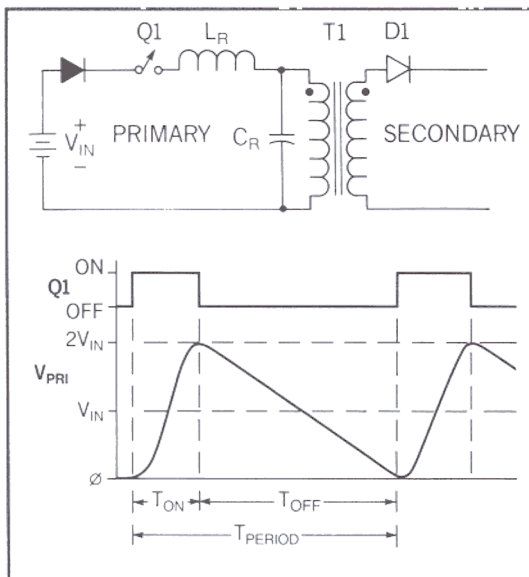 Q1 L_R T1 D1
+
V_IN
-
PRIMARY C_R SECONDARY
ON
Q1
OFF
2V_IN
V_PRI
V_IN
Ø
T_ON T_OFF
T_PERIOD